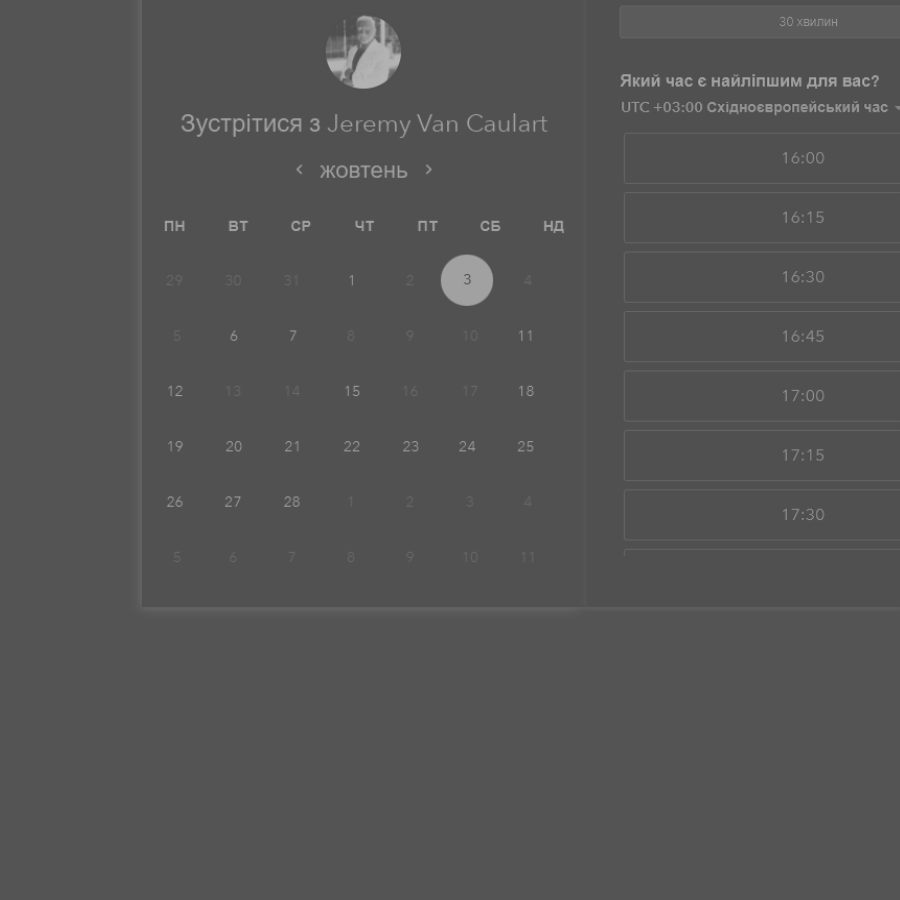 Зустрітися з Jeremy Van Caulart
жовтень
ПН ВТ СР ЧТ ПТ СБ НД
29 30 31 1 2 3 4
5 6 7 8 9 10 11
12 13 14 15 16 17 18
19 20 21 22 23 24 25
26 27 28 1 2 3 4
5 6 7 8 9 10 11
30 хвилин
Який час є найліпшим для вас?
UTC +03:00 Східноєвропейський час
16:00
16:15
16:30
16:45
17:00
17:15
17:30